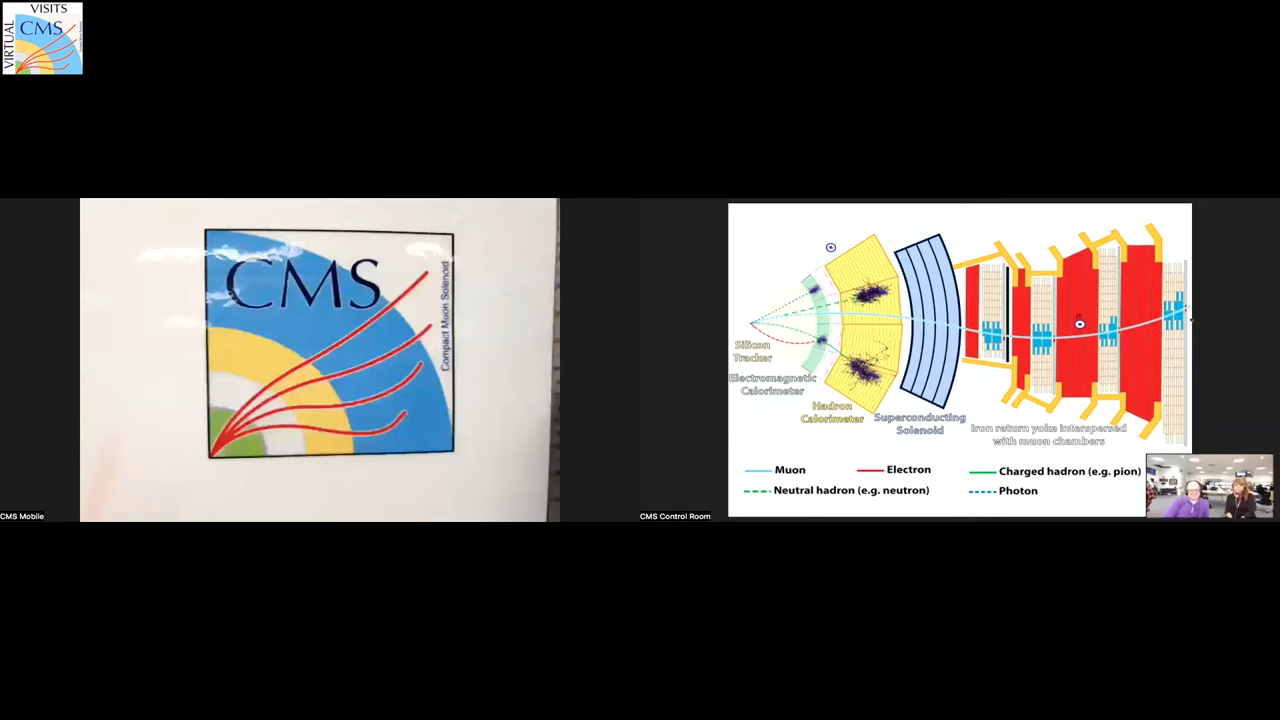 VISITS
VIRTUAL
CMS
CMS
Compact Muon Solenoid
CMS Mobile
Silicon
Tracker
Electromagnetic
Calorimeter
Hadron
Calorimeter
Superconducting
Solenoid
Iron return yoke interspersed
with muon chambers
Muon
Electron
Charged hadron (e.g. pion)
Neutral hadron (e.g. neutron)
Photon
CMS Control Room